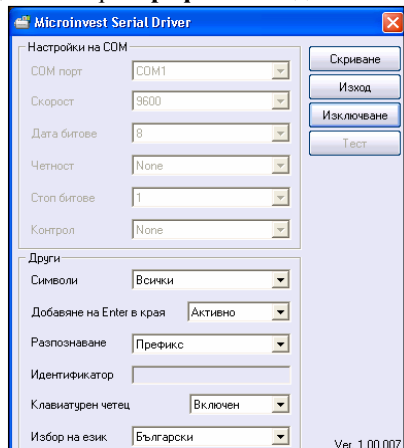 Microinvest Serial Driver
Настройки на COM
COM порт COM1
Скорост 9600
Дата битове 8
Четност None
Стоп битове 1
Контрол None
Скриване
Изход
Изключване
Тест
Други
Символи Всички
Добавяне на Enter в края Активно
Разпознаване Префикс
Идентификатор
Клавиатурен четец Включен
Избор на език Български
Ver. 1.00.007